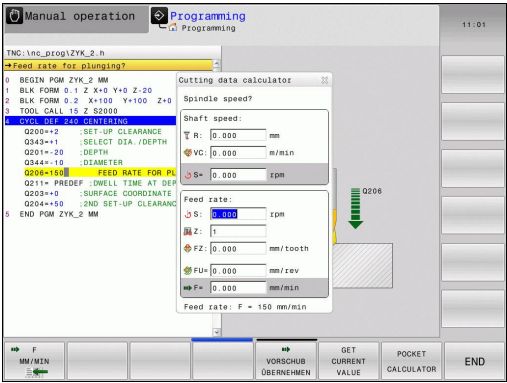 Manual operation
Programming
Programming
11:01
TNC:\nc_prog\ZYK_2.h
→Feed rate for plunging?
0 BEGIN PGM ZYK_2 MM
1 BLK FORM 0.1 Z X+0 Y+0 Z-20
2 BLK FORM 0.2 X+100 Y+100 Z+0
3 TOOL CALL 15 Z S2000
4 CYCL DEF 240 CENTERING
Q200=+2 ;SET-UP CLEARANCE
Q343=+1 ;SELECT DIA./DEPTH
Q201=-20 ;DEPTH
Q344=-10 ;DIAMETER
Q206=150 FEED RATE FOR PL
Q211= PREDEF ;DWELL TIME AT DEP
Q203=+0 ;SURFACE COORDINATE
Q204=+50 ;2ND SET-UP CLEARANC
5 END PGM ZYK_2 MM
Cutting data calculator
Spindle speed?
Shaft speed:
R: 0.000 mm
VC: 0.000 m/min
S= 0.000 rpm
Feed rate:
S: 0.000 rpm
Z: 1
FZ: 0.000 mm/tooth
FU= 0.000 mm/rev
F= 0.000 mm/min
Feed rate: F = 150 mm/min
Q206
F
MM/MIN
VORSCHUB
ÜBERNEHMEN
GET
CURRENT
VALUE
POCKET
CALCULATOR
END